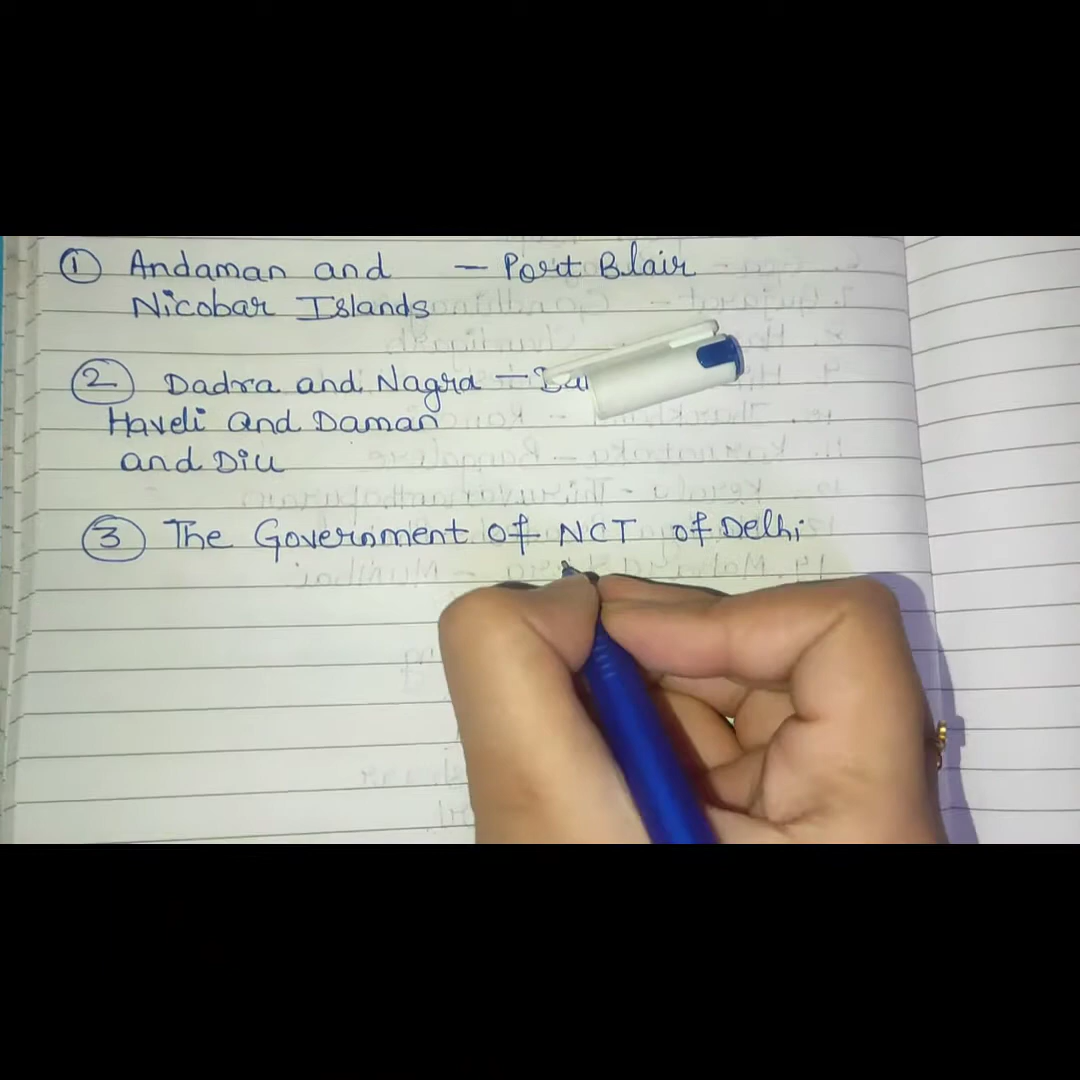 ① Andaman and – Port Blair
Nicobar Islands
② Dadra and Nagra –
Haveli and Daman
and Diu
③ The Government of NCT of Delhi